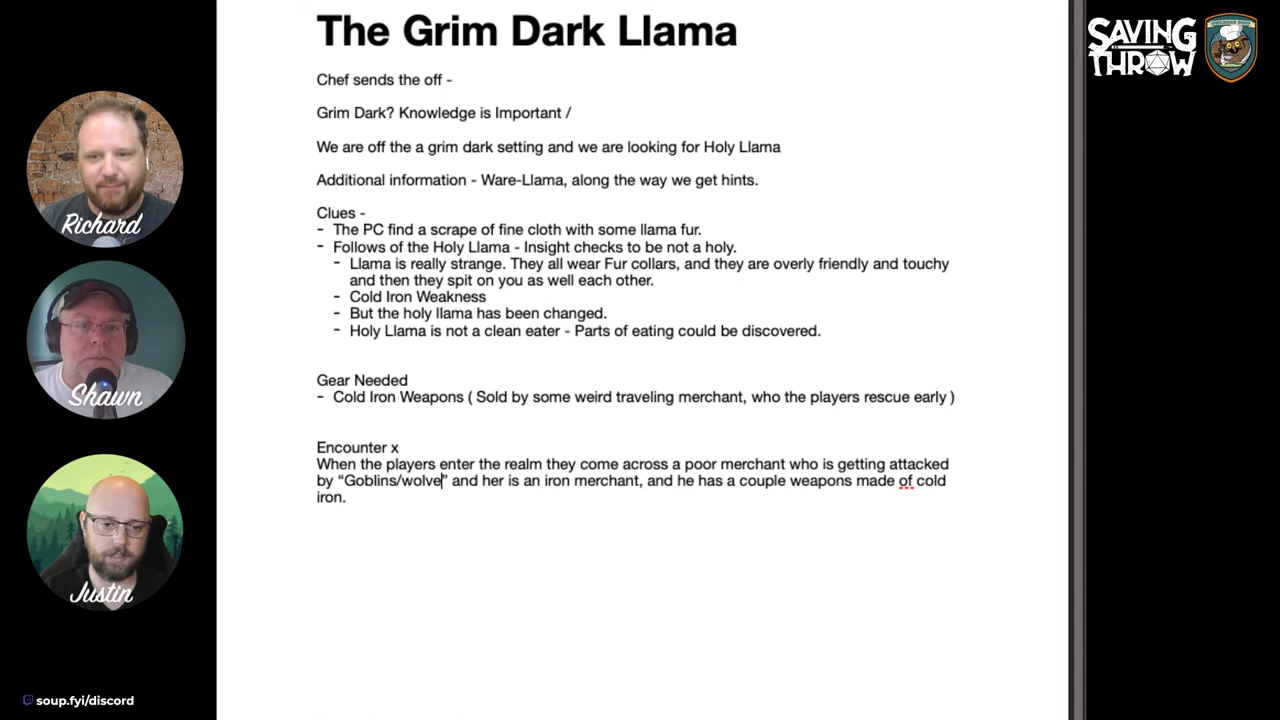 The Grim Dark Llama
Chef sends the off -
Grim Dark? Knowledge is Important /
We are off the a grim dark setting and we are looking for Holy Llama
Additional information - Ware-Llama, along the way we get hints.
Clues -
- The PC find a scrape of fine cloth with some llama fur.
- Follows of the Holy Llama - Insight checks to be not a holy.
- Llama is really strange. They all wear Fur collars, and they are overly friendly and touchy
and then they spit on you as well each other.
- Cold Iron Weakness
- But the holy llama has been changed.
- Holy Llama is not a clean eater - Parts of eating could be discovered.
Gear Needed
- Cold Iron Weapons ( Sold by some weird traveling merchant, who the players rescue early )
Encounter x
When the players enter the realm they come across a poor merchant who is getting attacked
by “Goblins/wolve” and her is an iron merchant, and he has a couple weapons made of cold
iron.
Richard
Shawn
Justin
soup.fyi/discord
SAVING
THROW